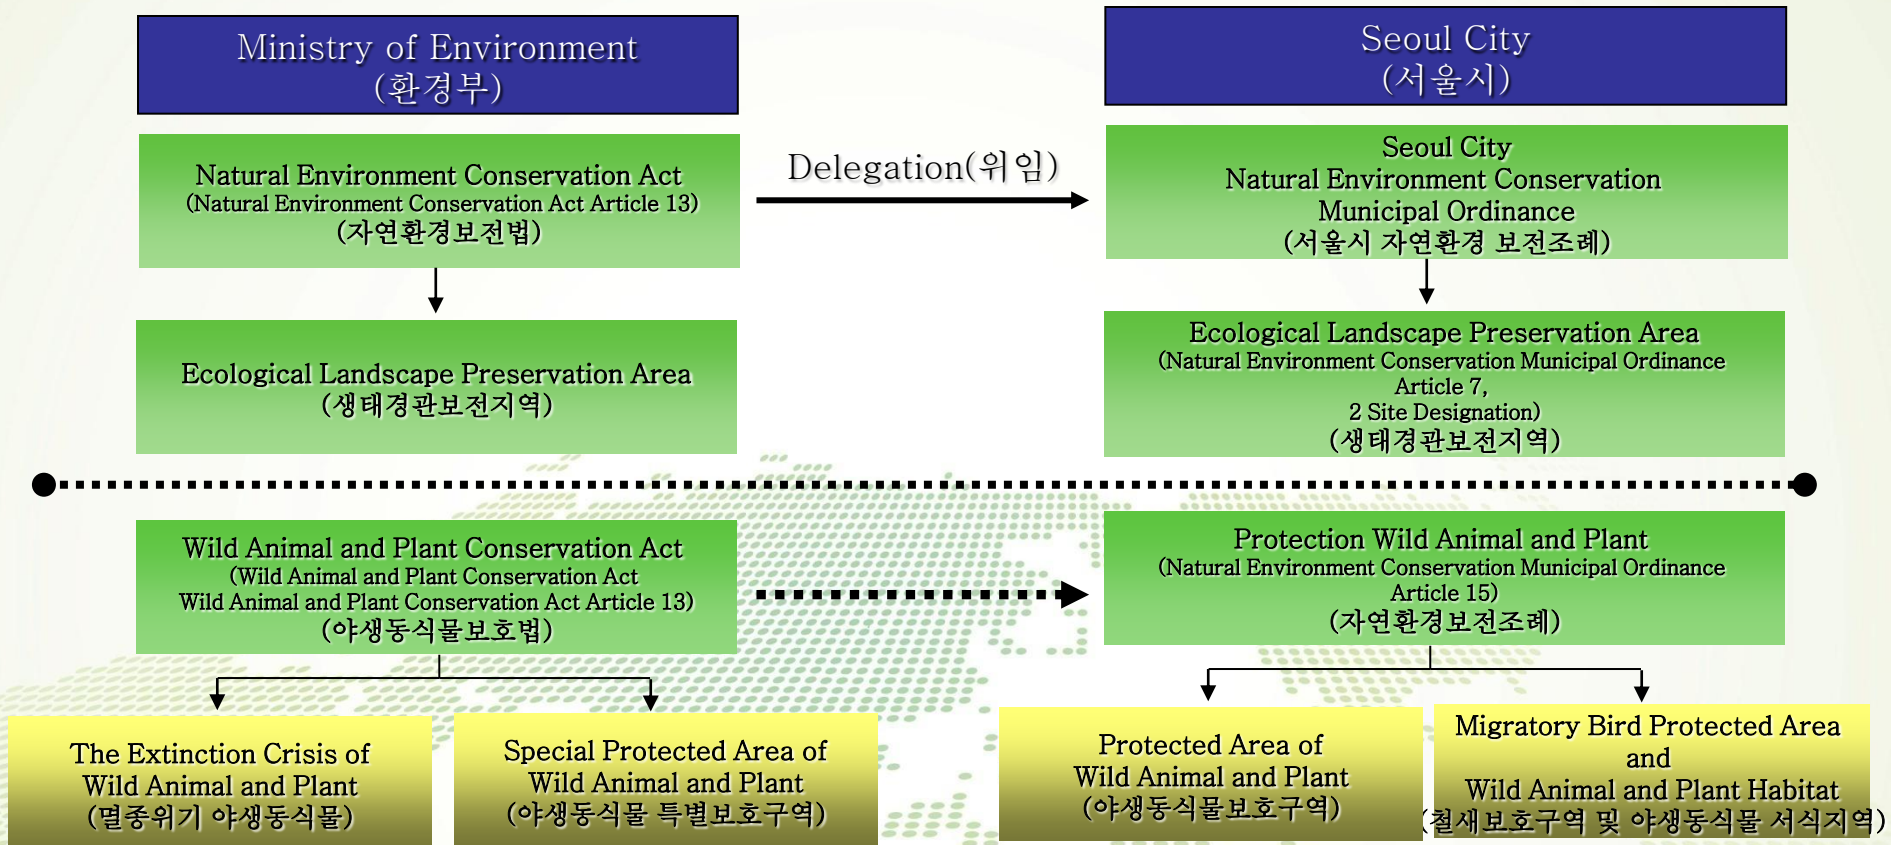 Ministry of Environment
(환경부)
Seoul City
(서울시)
Natural Environment Conservation Act
(Natural Environment Conservation Act Article 13)
(자연환경보전법)
Delegation(위임)
Seoul City
Natural Environment Conservation
Municipal Ordinance
(서울시 자연환경 보전조례)
Ecological Landscape Preservation Area
(생태경관보전지역)
Ecological Landscape Preservation Area
(Natural Environment Conservation Municipal Ordinance
Article 7,
2 Site Designation)
(생태경관보전지역)
Wild Animal and Plant Conservation Act
(Wild Animal and Plant Conservation Act
Wild Animal and Plant Conservation Act Article 13)
(야생동식물보호법)
Protection Wild Animal and Plant
(Natural Environment Conservation Municipal Ordinance
Article 15)
(자연환경보전조례)
The Extinction Crisis of
Wild Animal and Plant
(멸종위기 야생동식물)
Special Protected Area of
Wild Animal and Plant
(야생동식물 특별보호구역)
Protected Area of
Wild Animal and Plant
(야생동식물보호구역)
Migratory Bird Protected Area
and
Wild Animal and Plant Habitat
(철새보호구역 및 야생동식물 서식지역)